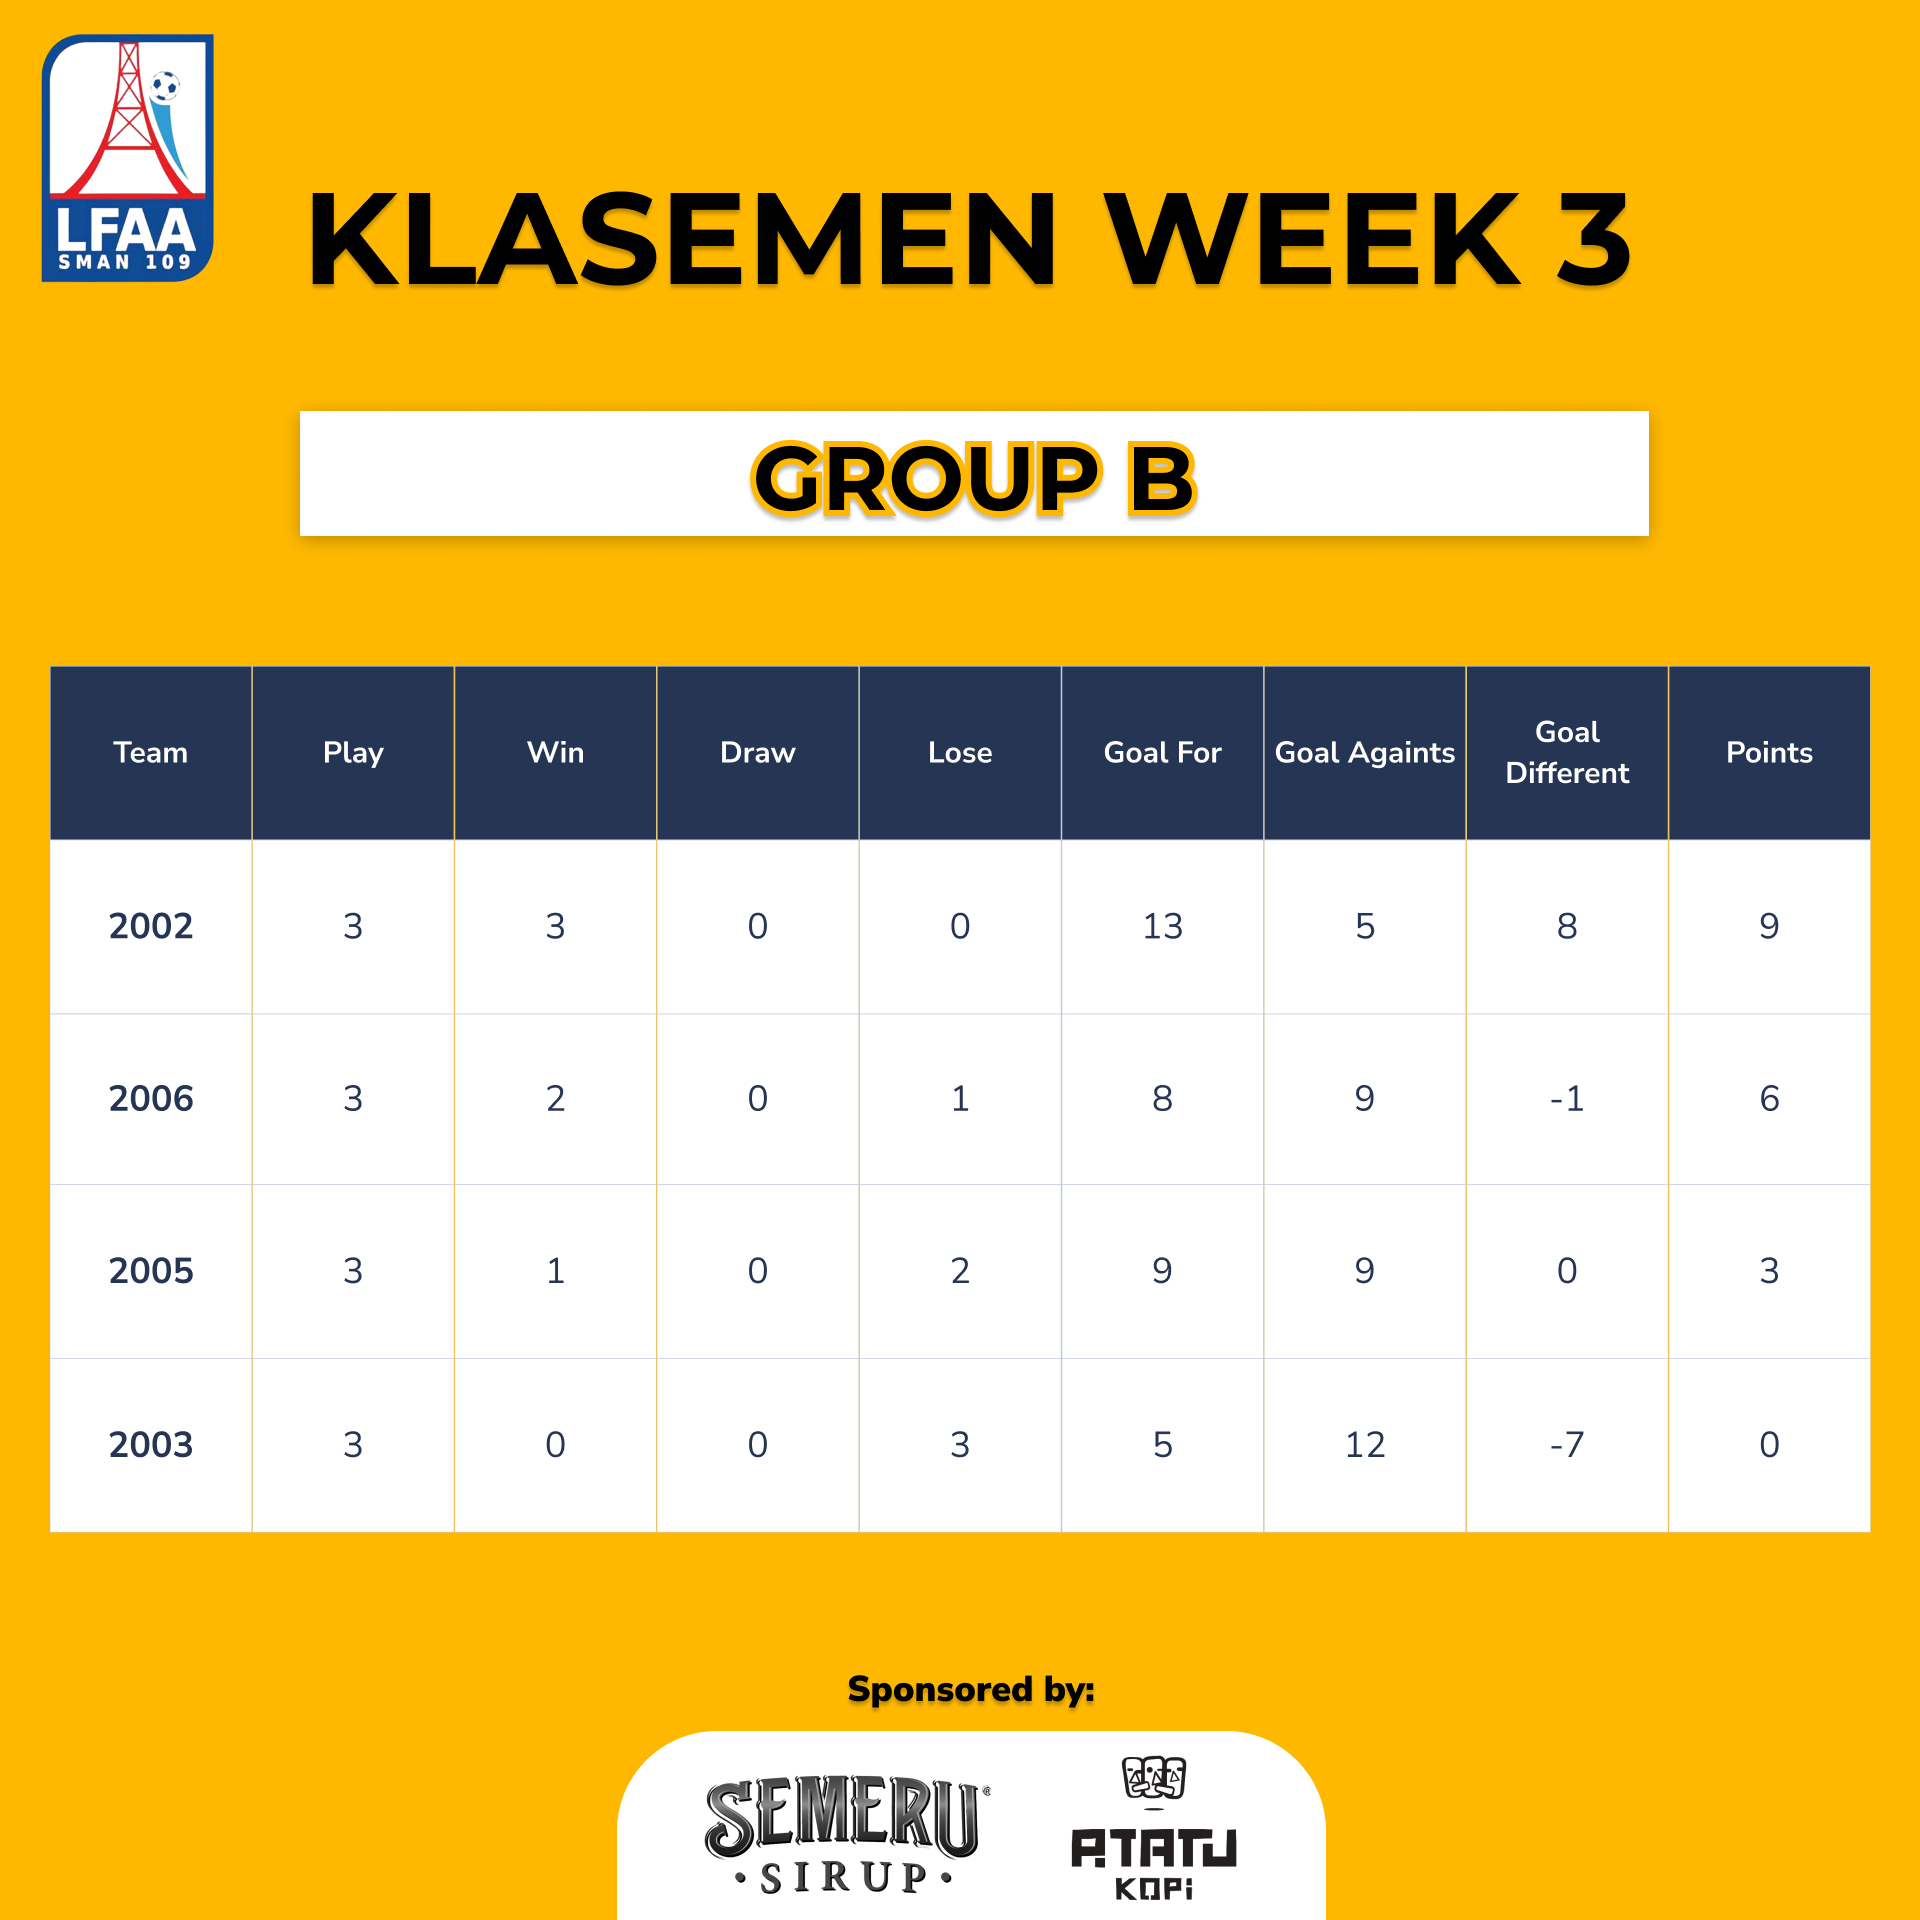 LFAA
SMAN 109
KLASEMEN WEEK 3
GROUP B
Team Play Win Draw Lose Goal For Goal Againts Goal Different Points
2002 3 3 0 0 13 5 8 9
2006 3 2 0 1 8 9 -1 6
2005 3 1 0 2 9 9 0 3
2003 3 0 0 3 5 12 -7 0
Sponsored by:
SEMERU®
·SIRUP·
P.TATU
KOPi